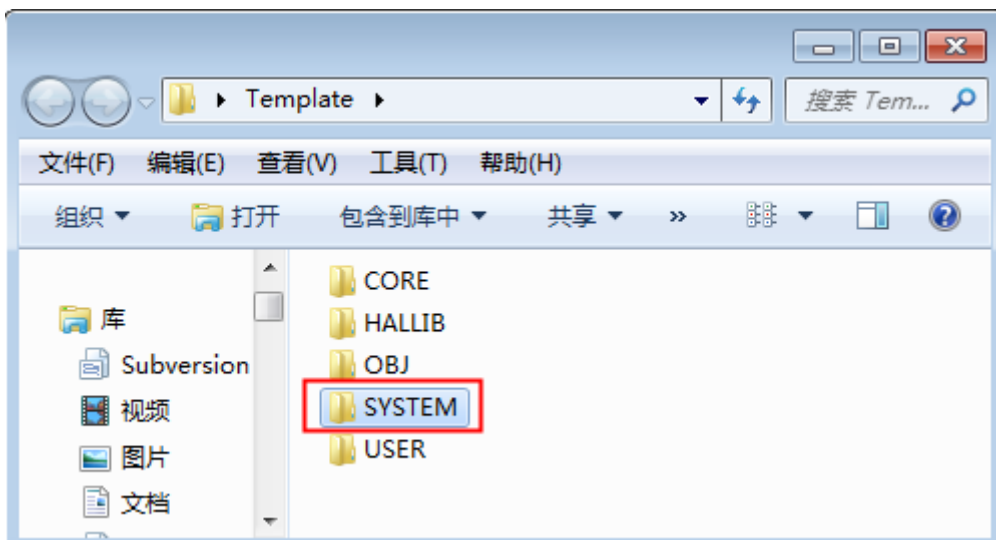 Template
搜索 Tem...
文件(F) 编辑(E) 查看(V) 工具(T) 帮助(H)
组织 打开 包含到库中 共享 »
库
Subversion
视频
图片
文档
CORE
HALLIB
OBJ
SYSTEM
USER